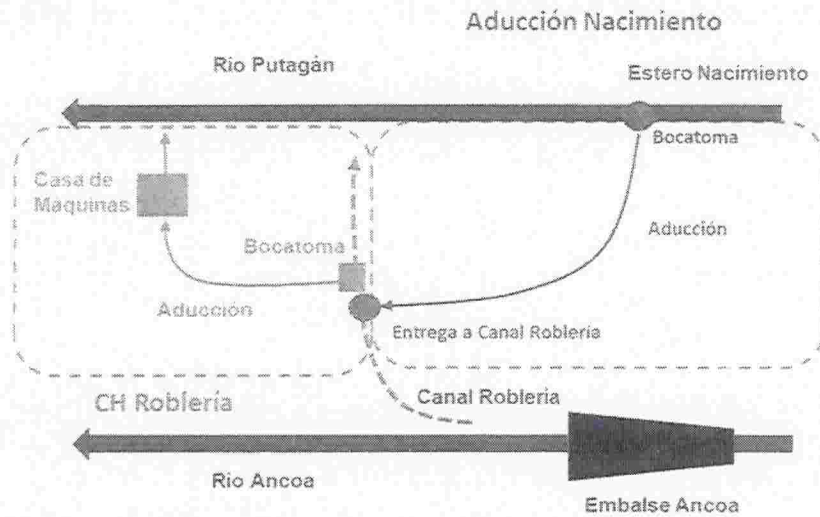 Aducción Nacimiento
Rio Putagán
Estero Nacimiento
Bocatoma
Casa de
Maquinas
Bocatoma
Aducción
Aducción
Entrega a Canal Roblería
CH Roblería
Canal Roblería
Rio Ancoa
Embalse Ancoa